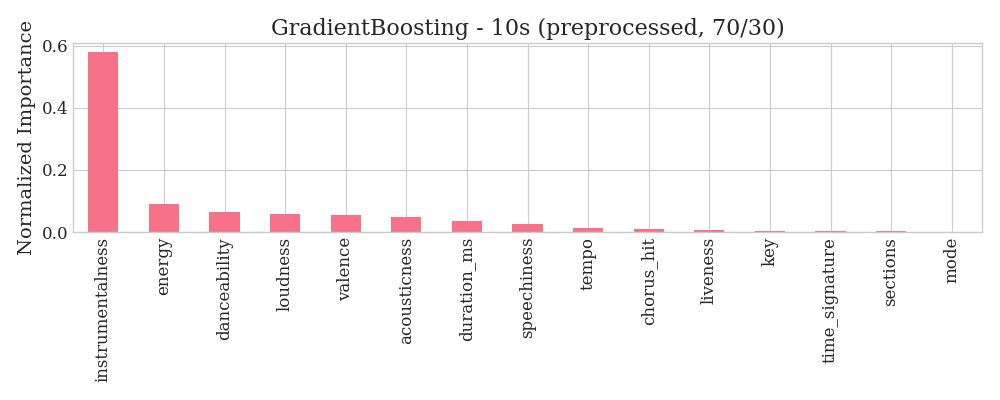 GradientBoosting - 10s (preprocessed, 70/30)
Normalized Importance
0.6
0.4
0.2
0.0
instrumentalness
energy
danceability
loudness
valence
acousticness
duration_ms
speechiness
tempo
chorus_hit
liveness
key
time_signature
sections
mode